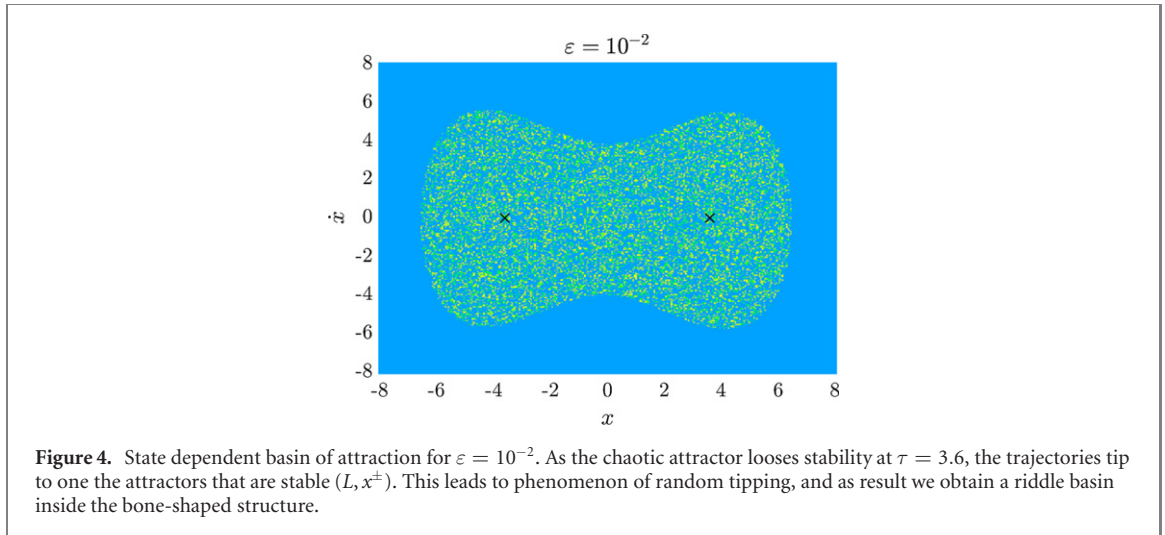 ε = 10⁻²
8
6
4
2
0
-2
-4
-6
-8
ẋ
-8 -6 -4 -2 0 2 4 6 8
x
Figure 4. State dependent basin of attraction for ε = 10⁻². As the chaotic attractor looses stability at τ = 3.6, the trajectories tip
to one the attractors that are stable (L, x±). This leads to phenomenon of random tipping, and as result we obtain a riddle basin
inside the bone-shaped structure.